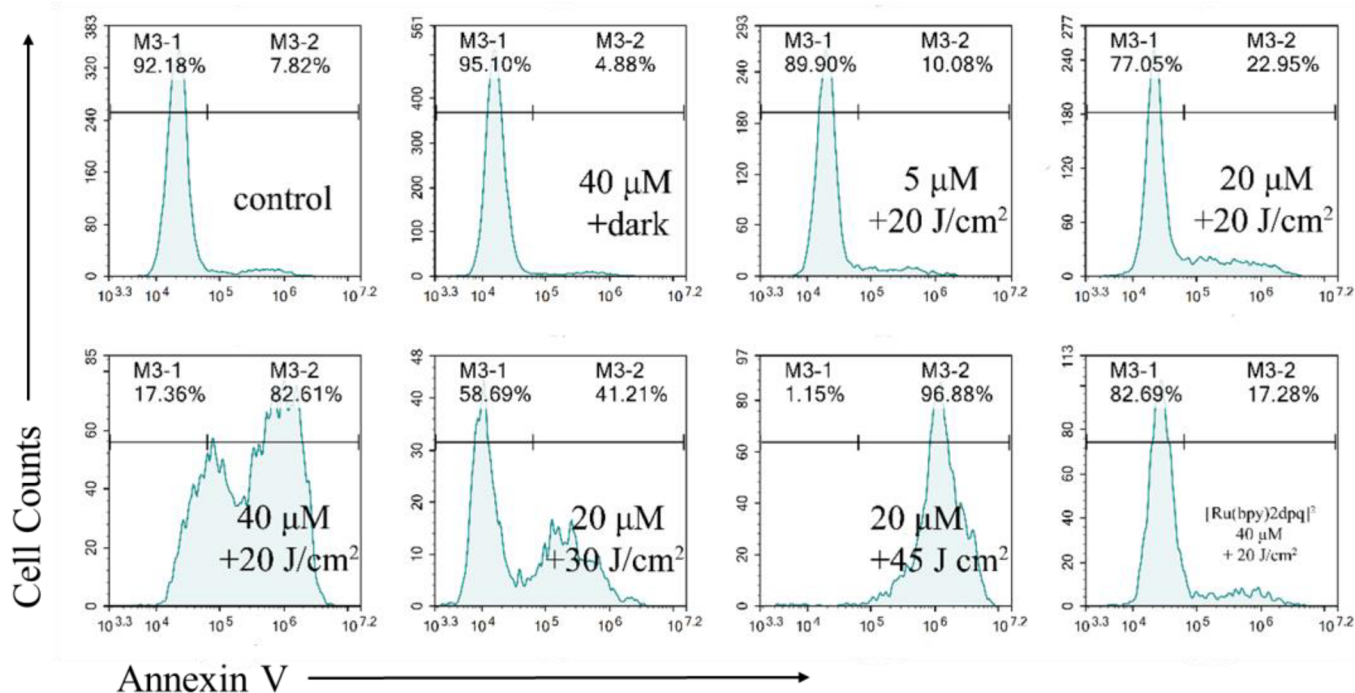 Cell Counts
383
320
240
160
80
0
M3-1 M3-2
92.18% 7.82%
control
10^3.3 10^4 10^5 10^6 10^7.2
561
400
300
200
100
0
M3-1 M3-2
95.10% 4.88%
40 μM
+dark
10^3.3 10^4 10^5 10^6 10^7.2
293
240
180
120
60
0
M3-1 M3-2
89.90% 10.08%
5 μM
+20 J/cm²
10^3.3 10^4 10^5 10^6 10^7.2
277
240
180
120
60
0
M3-1 M3-2
77.05% 22.95%
20 μM
+20 J/cm²
10^3.3 10^4 10^5 10^6 10^7.2
85
60
40
20
0
M3-1 M3-2
17.36% 82.61%
40 μM
+20 J/cm²
10^3.3 10^4 10^5 10^6 10^7.2
48
40
30
20
10
0
M3-1 M3-2
58.69% 41.21%
20 μM
+30 J/cm²
10^3.3 10^4 10^5 10^6 10^7.2
97
80
60
40
20
0
M3-1 M3-2
1.15% 96.88%
20 μM
+45 J cm²
10^3.3 10^4 10^5 10^6 10^7.2
113
80
60
40
20
0
M3-1 M3-2
82.69% 17.28%
[Ru(bpy)2dpq]²
40 μM
+ 20 J/cm²
10^3.3 10^4 10^5 10^6 10^7.2
Annexin V